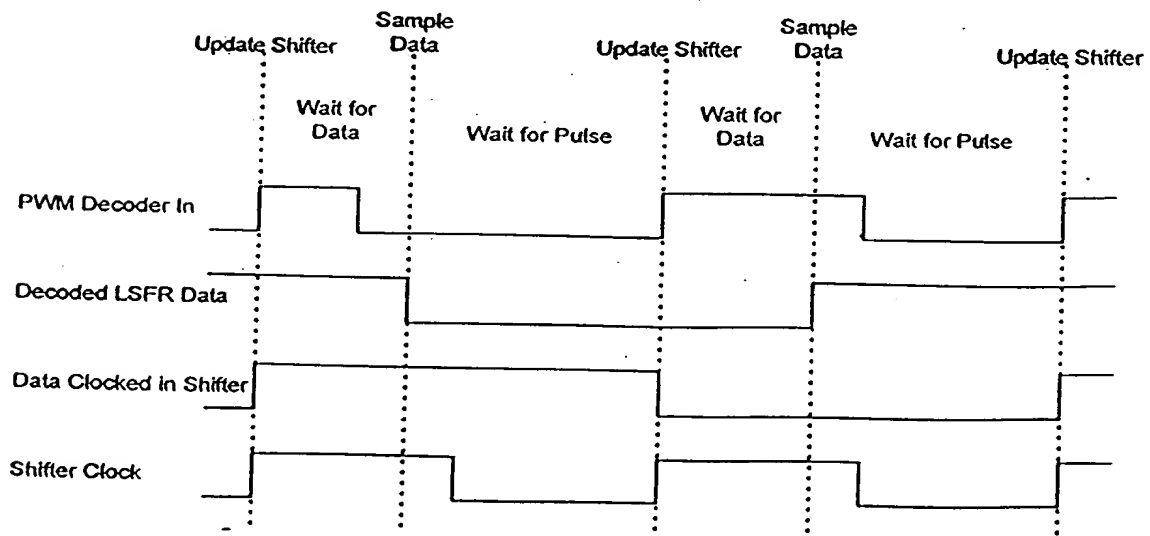 Sample
Data
Sample
Data
Update Shifter
Update Shifter
Update Shifter
Wait for
Data
Wait for Pulse
Wait for
Data
Wait for Pulse
PWM Decoder In
Decoded LSFR Data
Data Clocked in Shifter
Shifter Clock